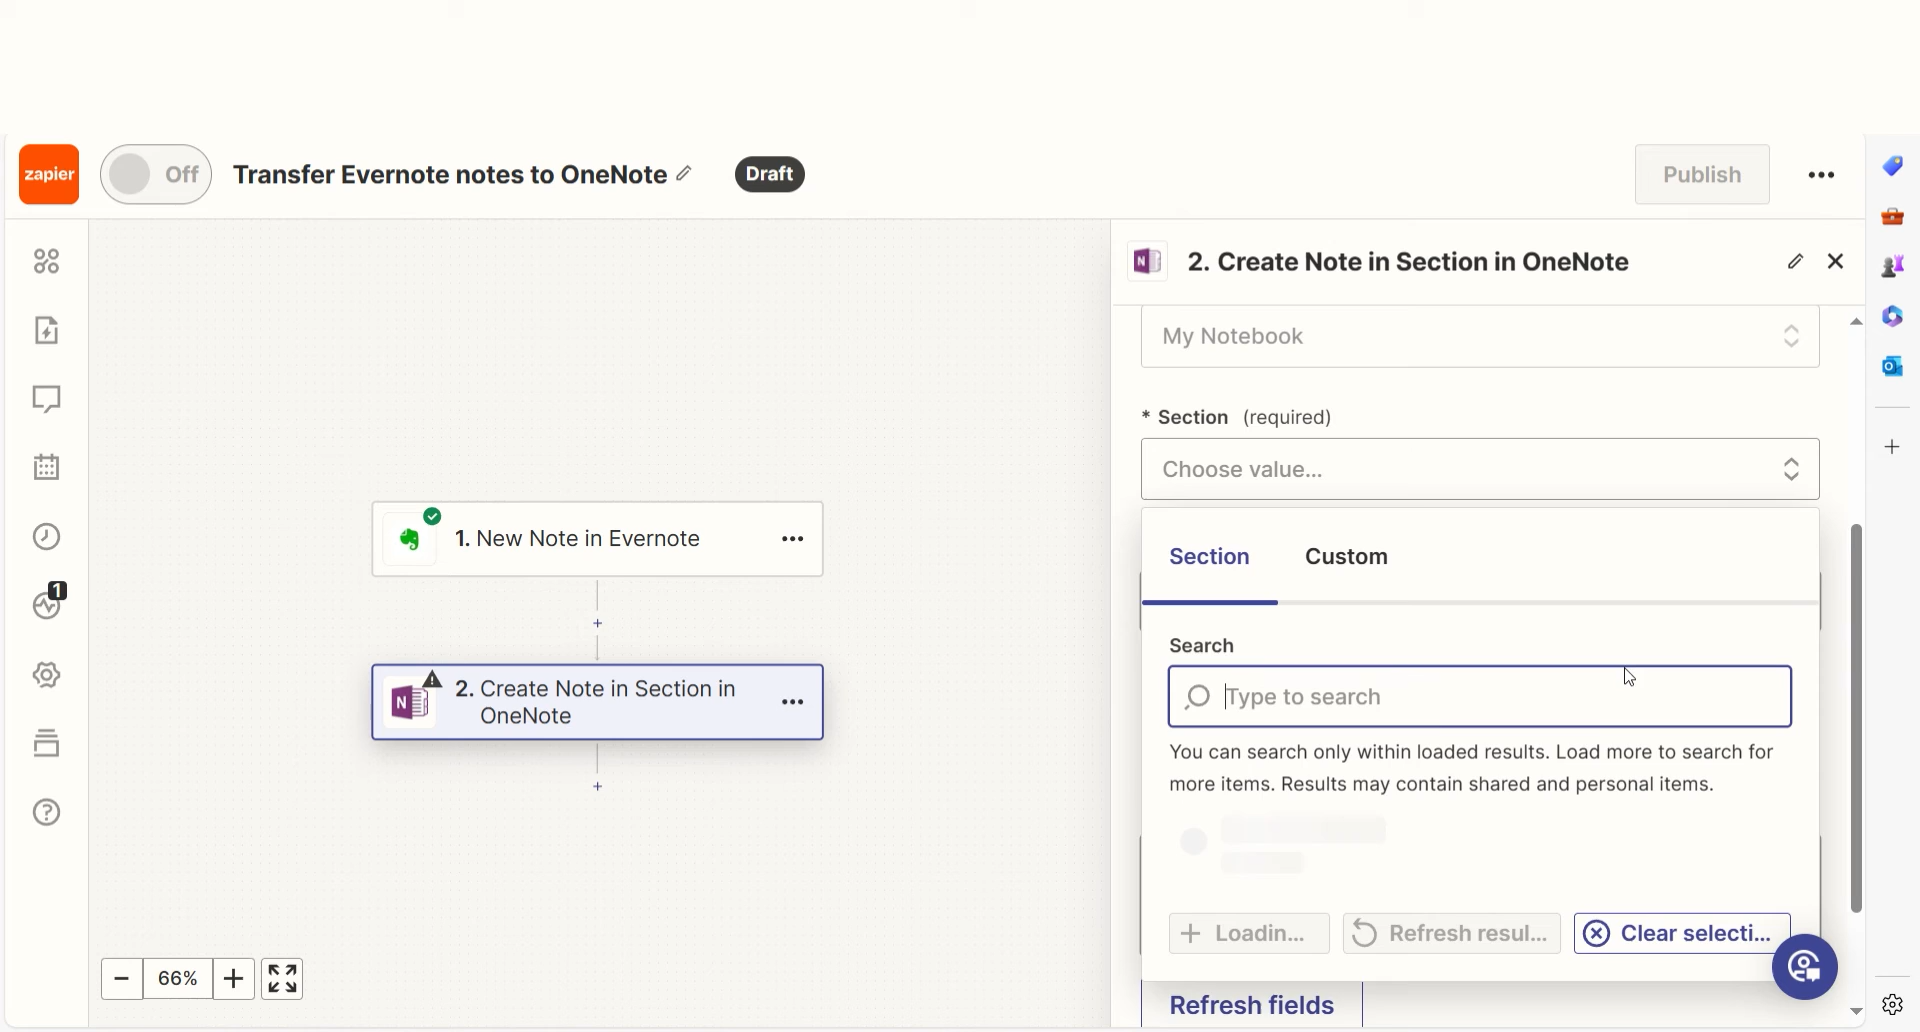 zapier
Off
Transfer Evernote notes to OneNote
Draft
Publish
2. Create Note in Section in OneNote
My Notebook
* Section (required)
Choose value...
Section Custom
Search
Type to search
You can search only within loaded results. Load more to search for
more items. Results may contain shared and personal items.
+ Loadin...
Refresh resul...
Clear selecti...
Refresh fields
1. New Note in Evernote
2. Create Note in Section in
OneNote
1
66%